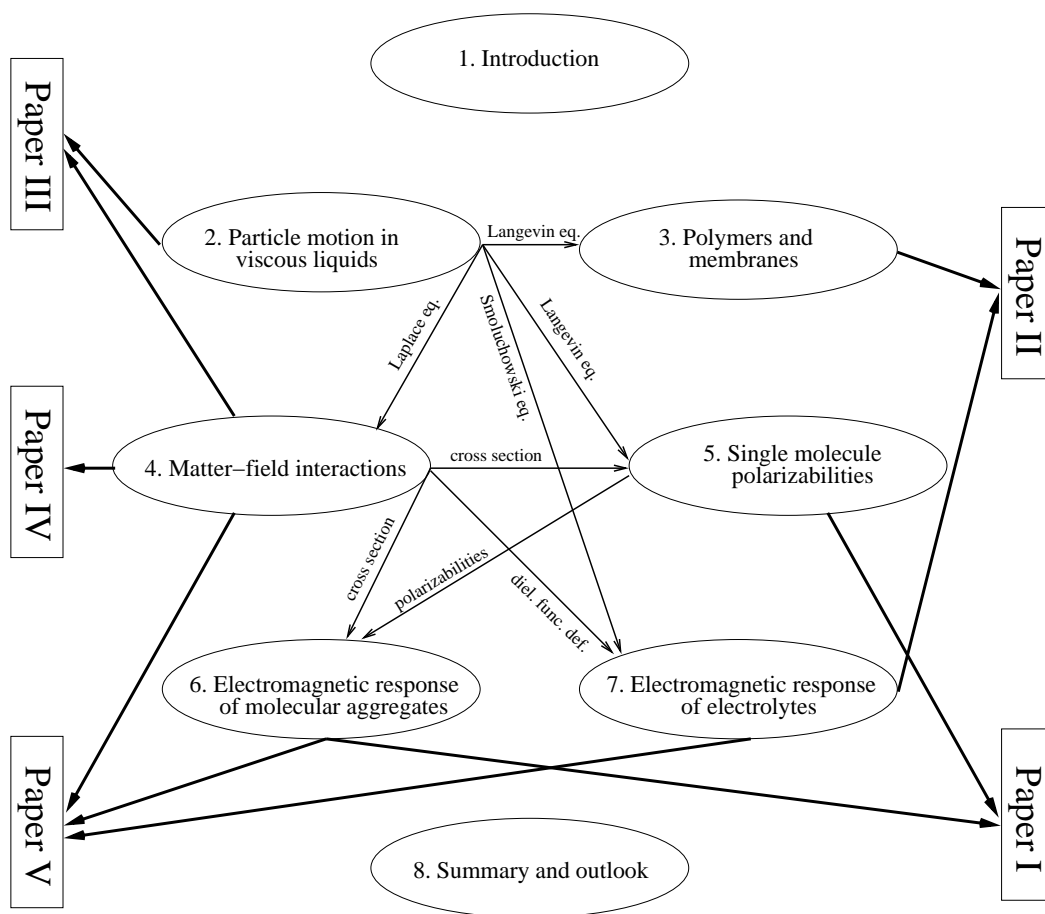 1. Introduction
Paper III
2. Particle motion in
viscous liquids
Langevin eq.
3. Polymers and
membranes
Paper II
Laplace eq.
Smoluchowski eq.
Langevin eq.
Paper IV
4. Matter−field interactions
cross section
5. Single molecule
polarizabilities
cross section
polarizabilities
diel. func. def.
6. Electromagnetic response
of molecular aggregates
7. Electromagnetic response
of electrolytes
Paper V
Paper I
8. Summary and outlook